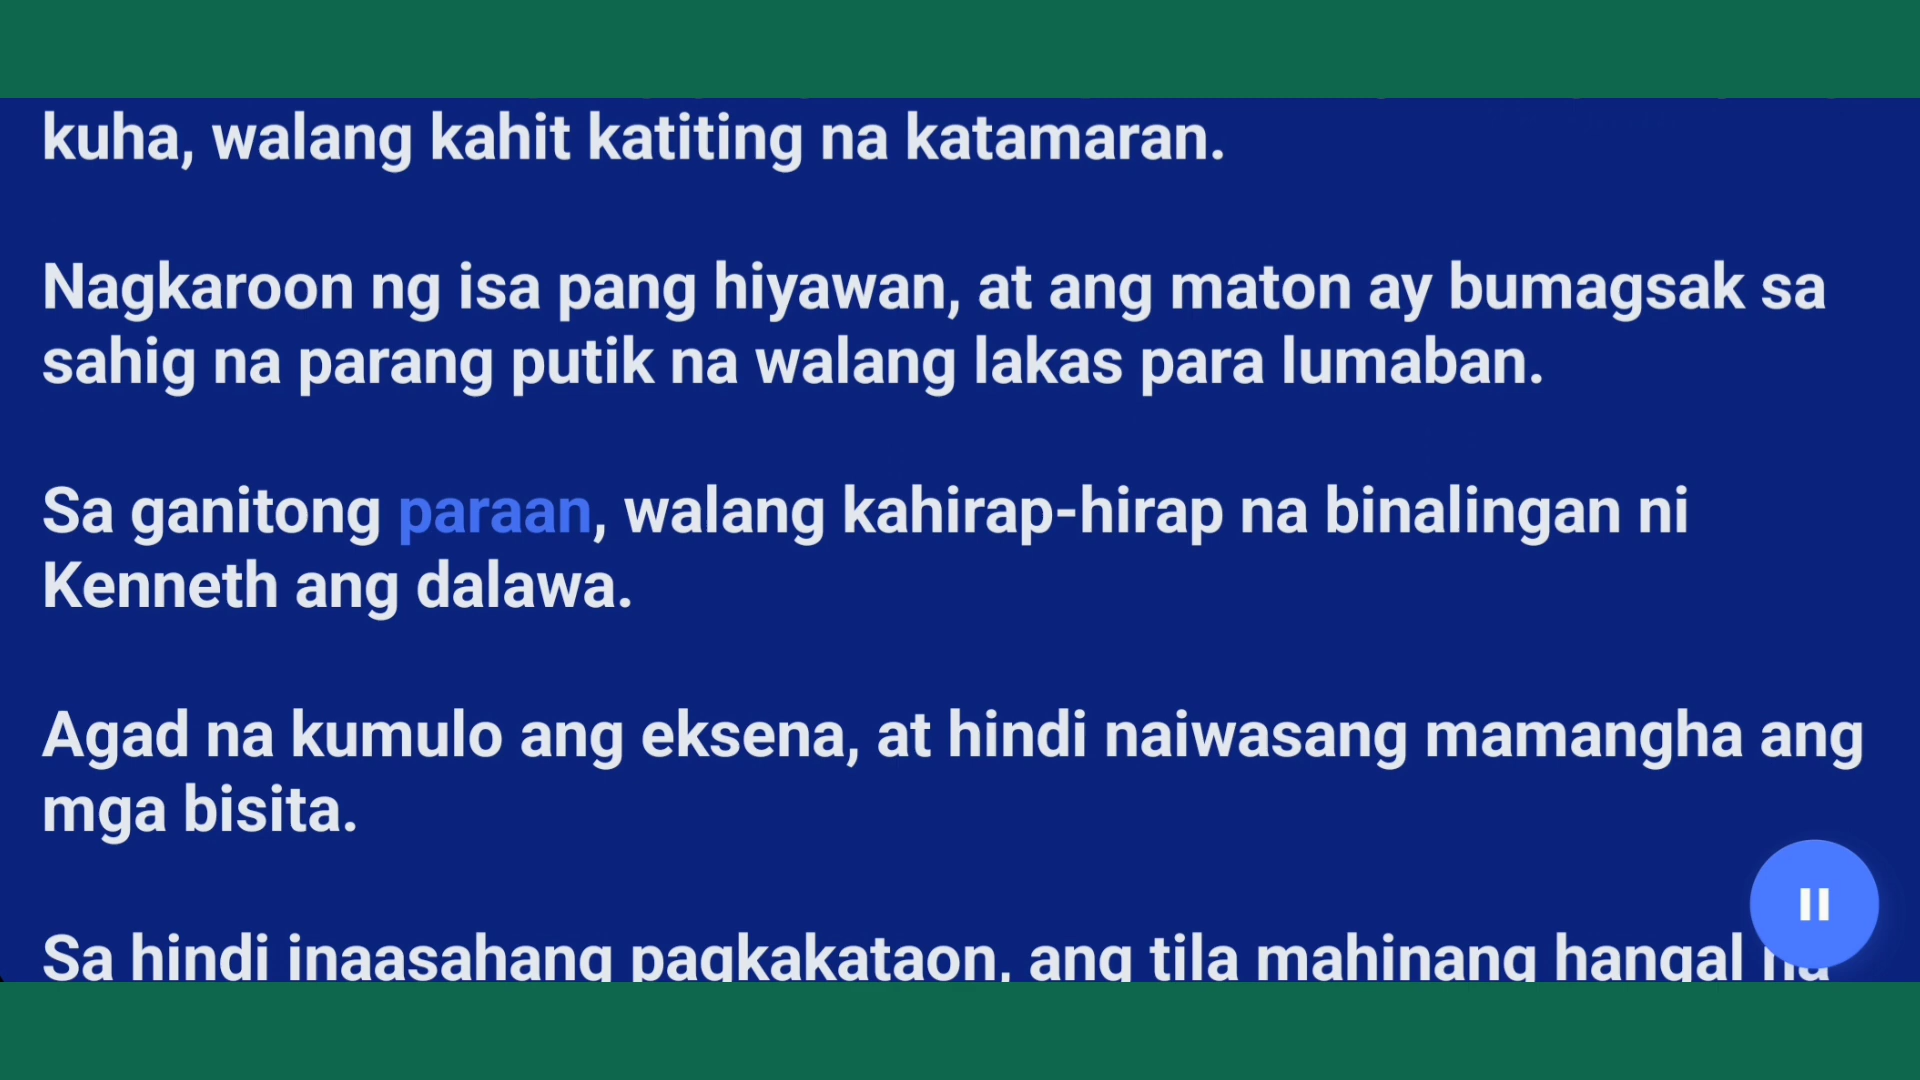 kuha, walang kahit katiting na katamaran.
Nagkaroon ng isa pang hiyawan, at ang maton ay bumagsak sa
sahig na parang putik na walang lakas para lumaban.
Sa ganitong paraan, walang kahirap-hirap na binalingan ni
Kenneth ang dalawa.
Agad na kumulo ang eksena, at hindi naiwasang mamangha ang
mga bisita.
Sa hindi inaasahang pagkakataon, ang tila mahinang hangal na